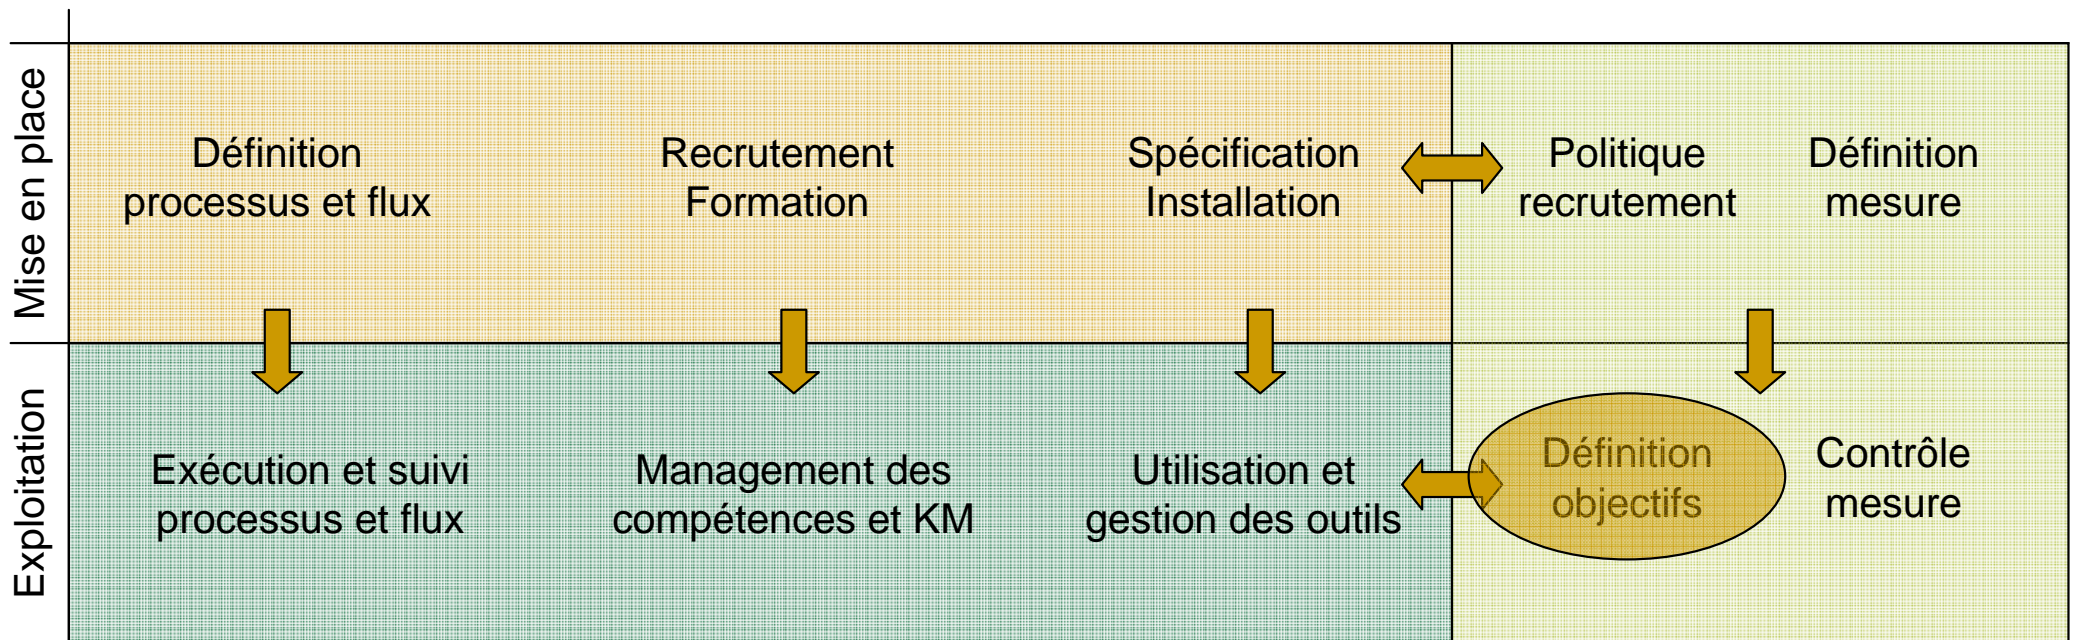 Mise en place
Définition
processus et flux
Recrutement
Formation
Spécification
Installation
Politique
recrutement
Définition
mesure
Exploitation
Exécution et suivi
processus et flux
Management des
compétences et KM
Utilisation et
gestion des outils
Définition
objectifs
Contrôle
mesure